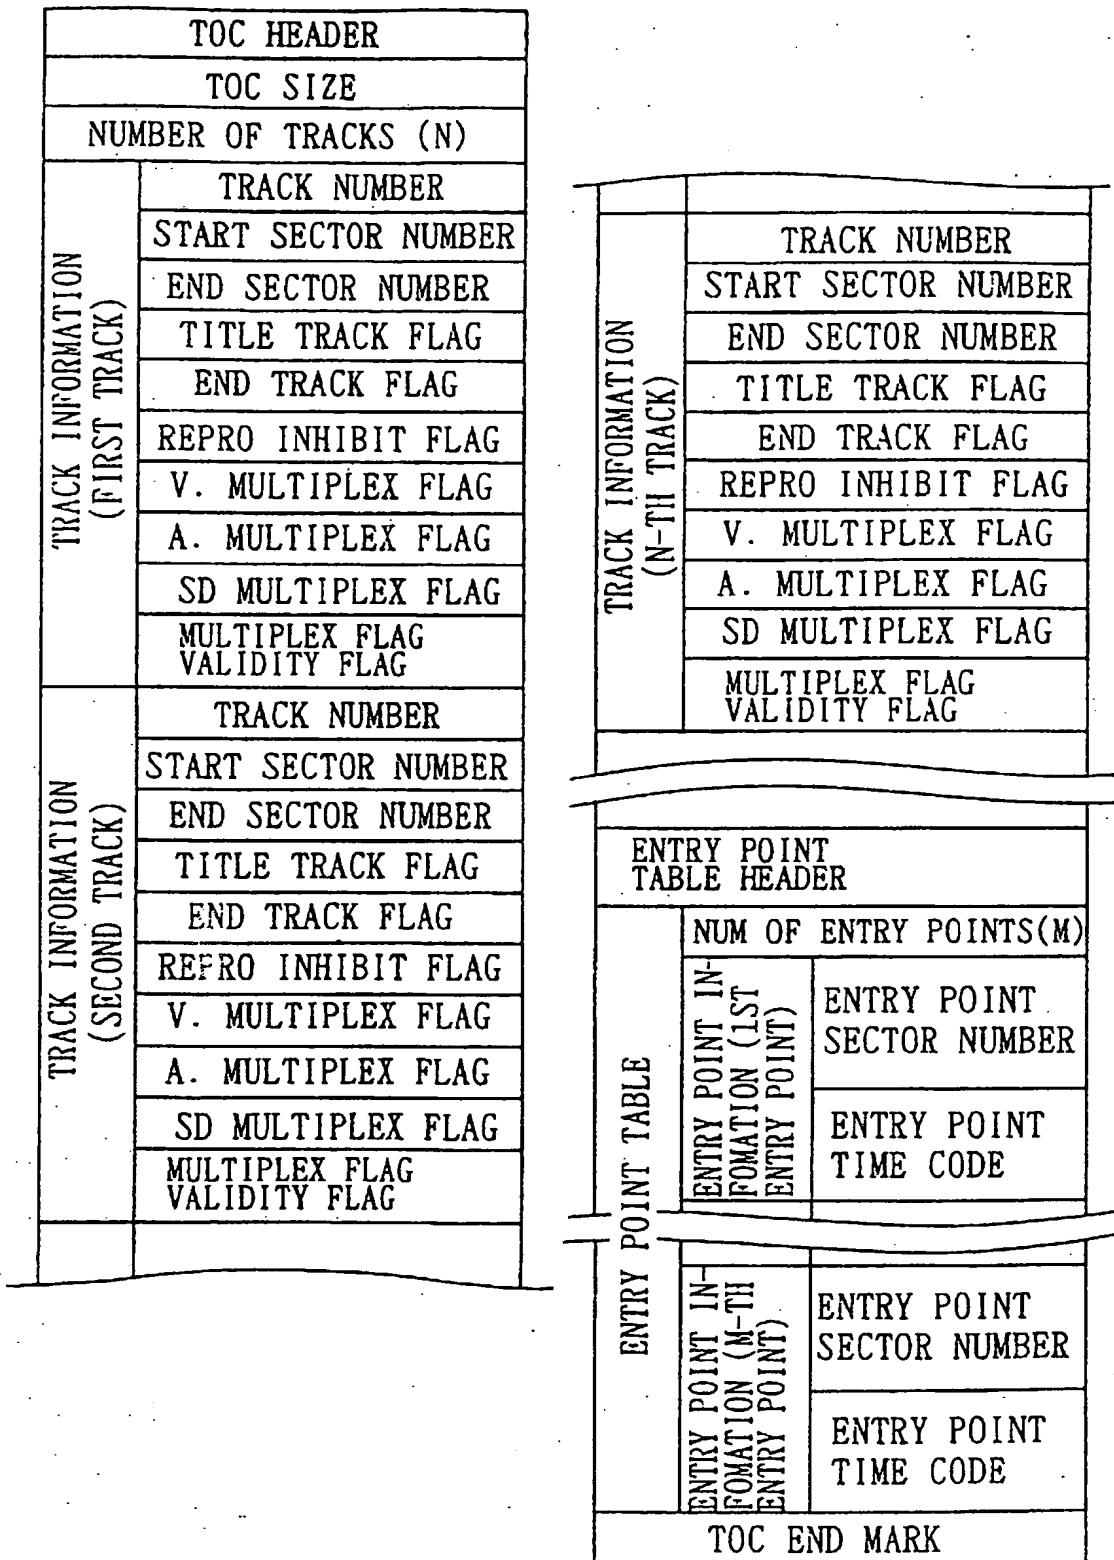 TOC HEADER
TOC SIZE
NUMBER OF TRACKS (N)
TRACK INFORMATION
(FIRST TRACK)
TRACK NUMBER
START SECTOR NUMBER
END SECTOR NUMBER
TITLE TRACK FLAG
END TRACK FLAG
REPRO INHIBIT FLAG
V. MULTIPLEX FLAG
A. MULTIPLEX FLAG
SD MULTIPLEX FLAG
MULTIPLEX FLAG
VALIDITY FLAG
TRACK INFORMATION
(SECOND TRACK)
TRACK NUMBER
START SECTOR NUMBER
END SECTOR NUMBER
TITLE TRACK FLAG
END TRACK FLAG
REPRO INHIBIT FLAG
V. MULTIPLEX FLAG
A. MULTIPLEX FLAG
SD MULTIPLEX FLAG
MULTIPLEX FLAG
VALIDITY FLAG
TRACK INFORMATION
(N-TH TRACK)
TRACK NUMBER
START SECTOR NUMBER
END SECTOR NUMBER
TITLE TRACK FLAG
END TRACK FLAG
REPRO INHIBIT FLAG
V. MULTIPLEX FLAG
A. MULTIPLEX FLAG
SD MULTIPLEX FLAG
MULTIPLEX FLAG
VALIDITY FLAG
ENTRY POINT
TABLE HEADER
ENTRY POINT TABLE
NUM OF ENTRY POINTS(M)
ENTRY POINT IN-
FOMATION (1ST
ENTRY POINT)
ENTRY POINT
SECTOR NUMBER
ENTRY POINT
TIME CODE
ENTRY POINT IN-
FOMATION (M-TH
ENTRY POINT)
ENTRY POINT
SECTOR NUMBER
ENTRY POINT
TIME CODE
TOC END MARK